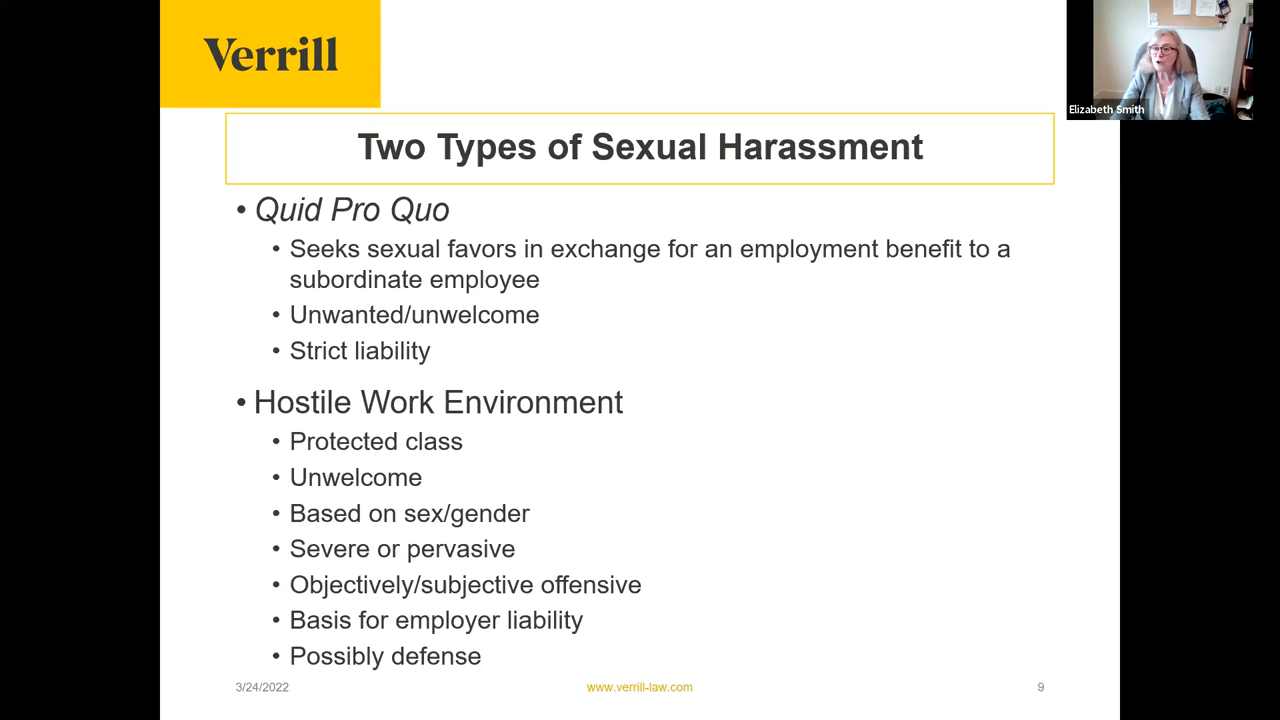 Verrill
Elizabeth Smith
Two Types of Sexual Harassment
• Quid Pro Quo
• Seeks sexual favors in exchange for an employment benefit to a
subordinate employee
• Unwanted/unwelcome
• Strict liability
• Hostile Work Environment
• Protected class
• Unwelcome
• Based on sex/gender
• Severe or pervasive
• Objectively/subjective offensive
• Basis for employer liability
• Possibly defense
3/24/2022 www.verrill-law.com 9